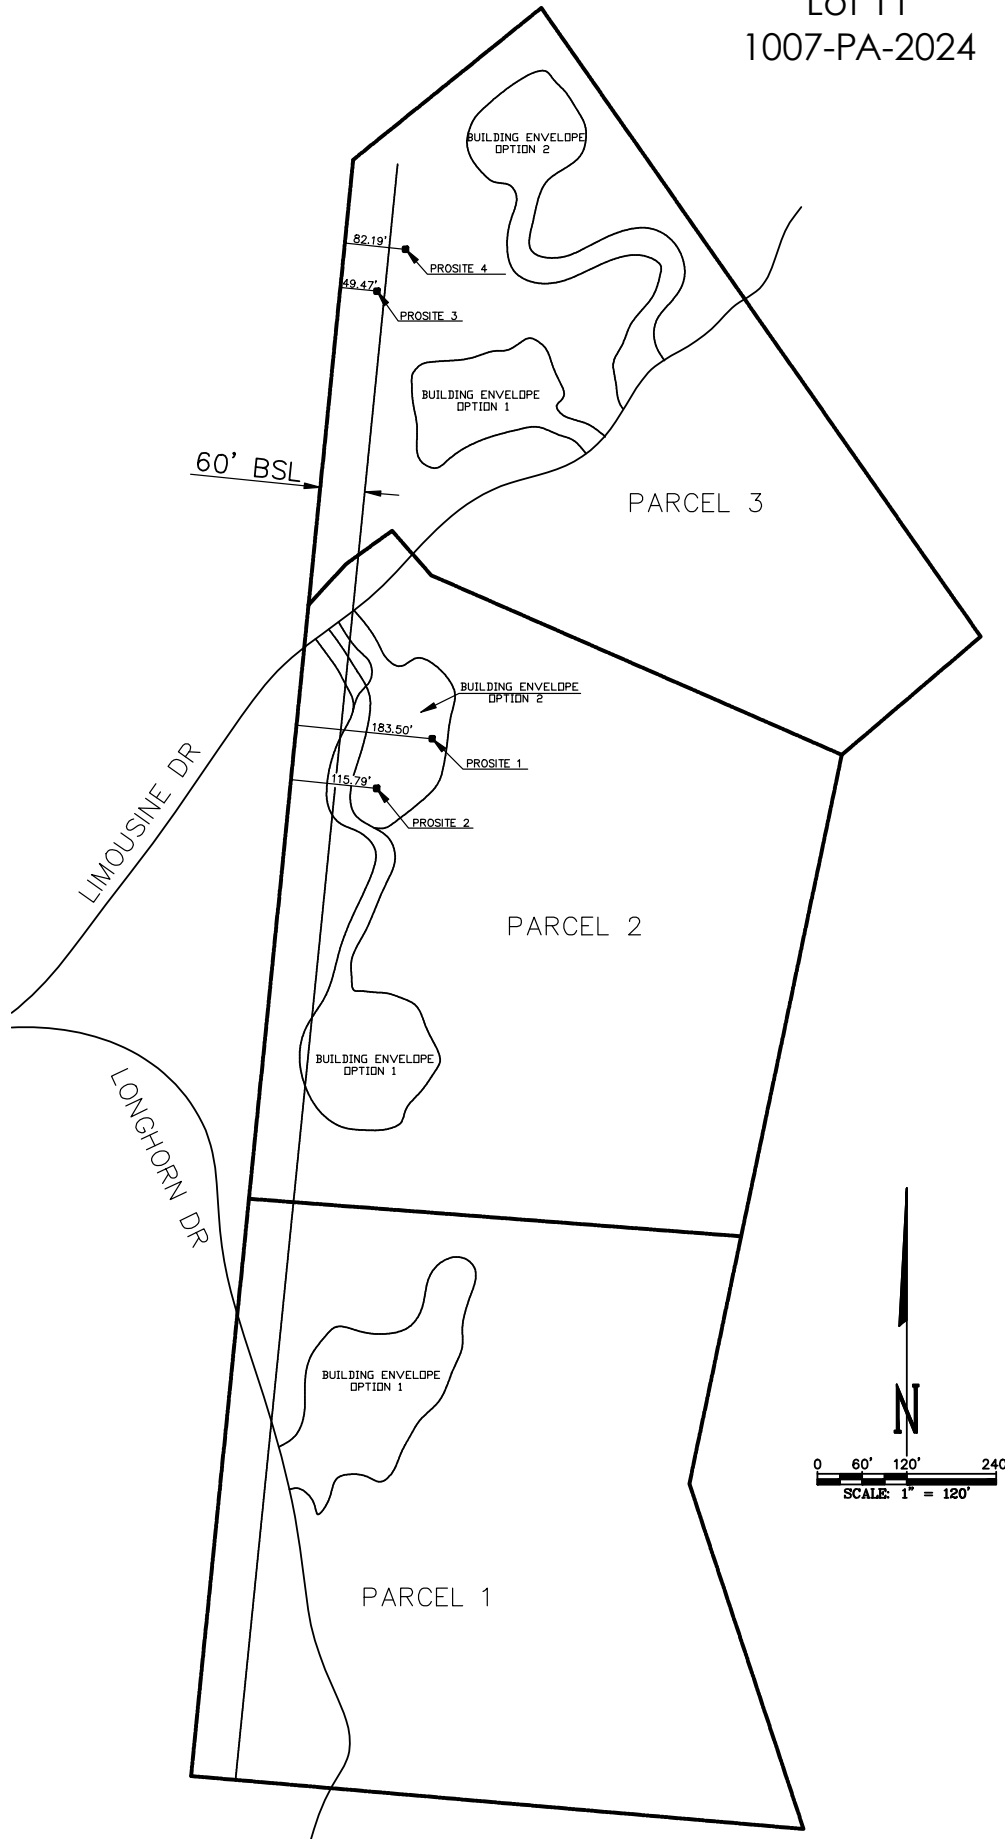 Lot 11
1007-PA-2024
BUILDING ENVELOPE
OPTION 2
82.19'
PROSITE 4
49.47'
PROSITE 3
BUILDING ENVELOPE
OPTION 1
60' BSL
PARCEL 3
BUILDING ENVELOPE
OPTION 2
183.50'
PROSITE 1
115.79'
PROSITE 2
LIMOUSINE DR
PARCEL 2
BUILDING ENVELOPE
OPTION 1
LONGHORN DR
BUILDING ENVELOPE
OPTION 1
N
0 60' 120' 240
SCALE: 1" = 120'
PARCEL 1